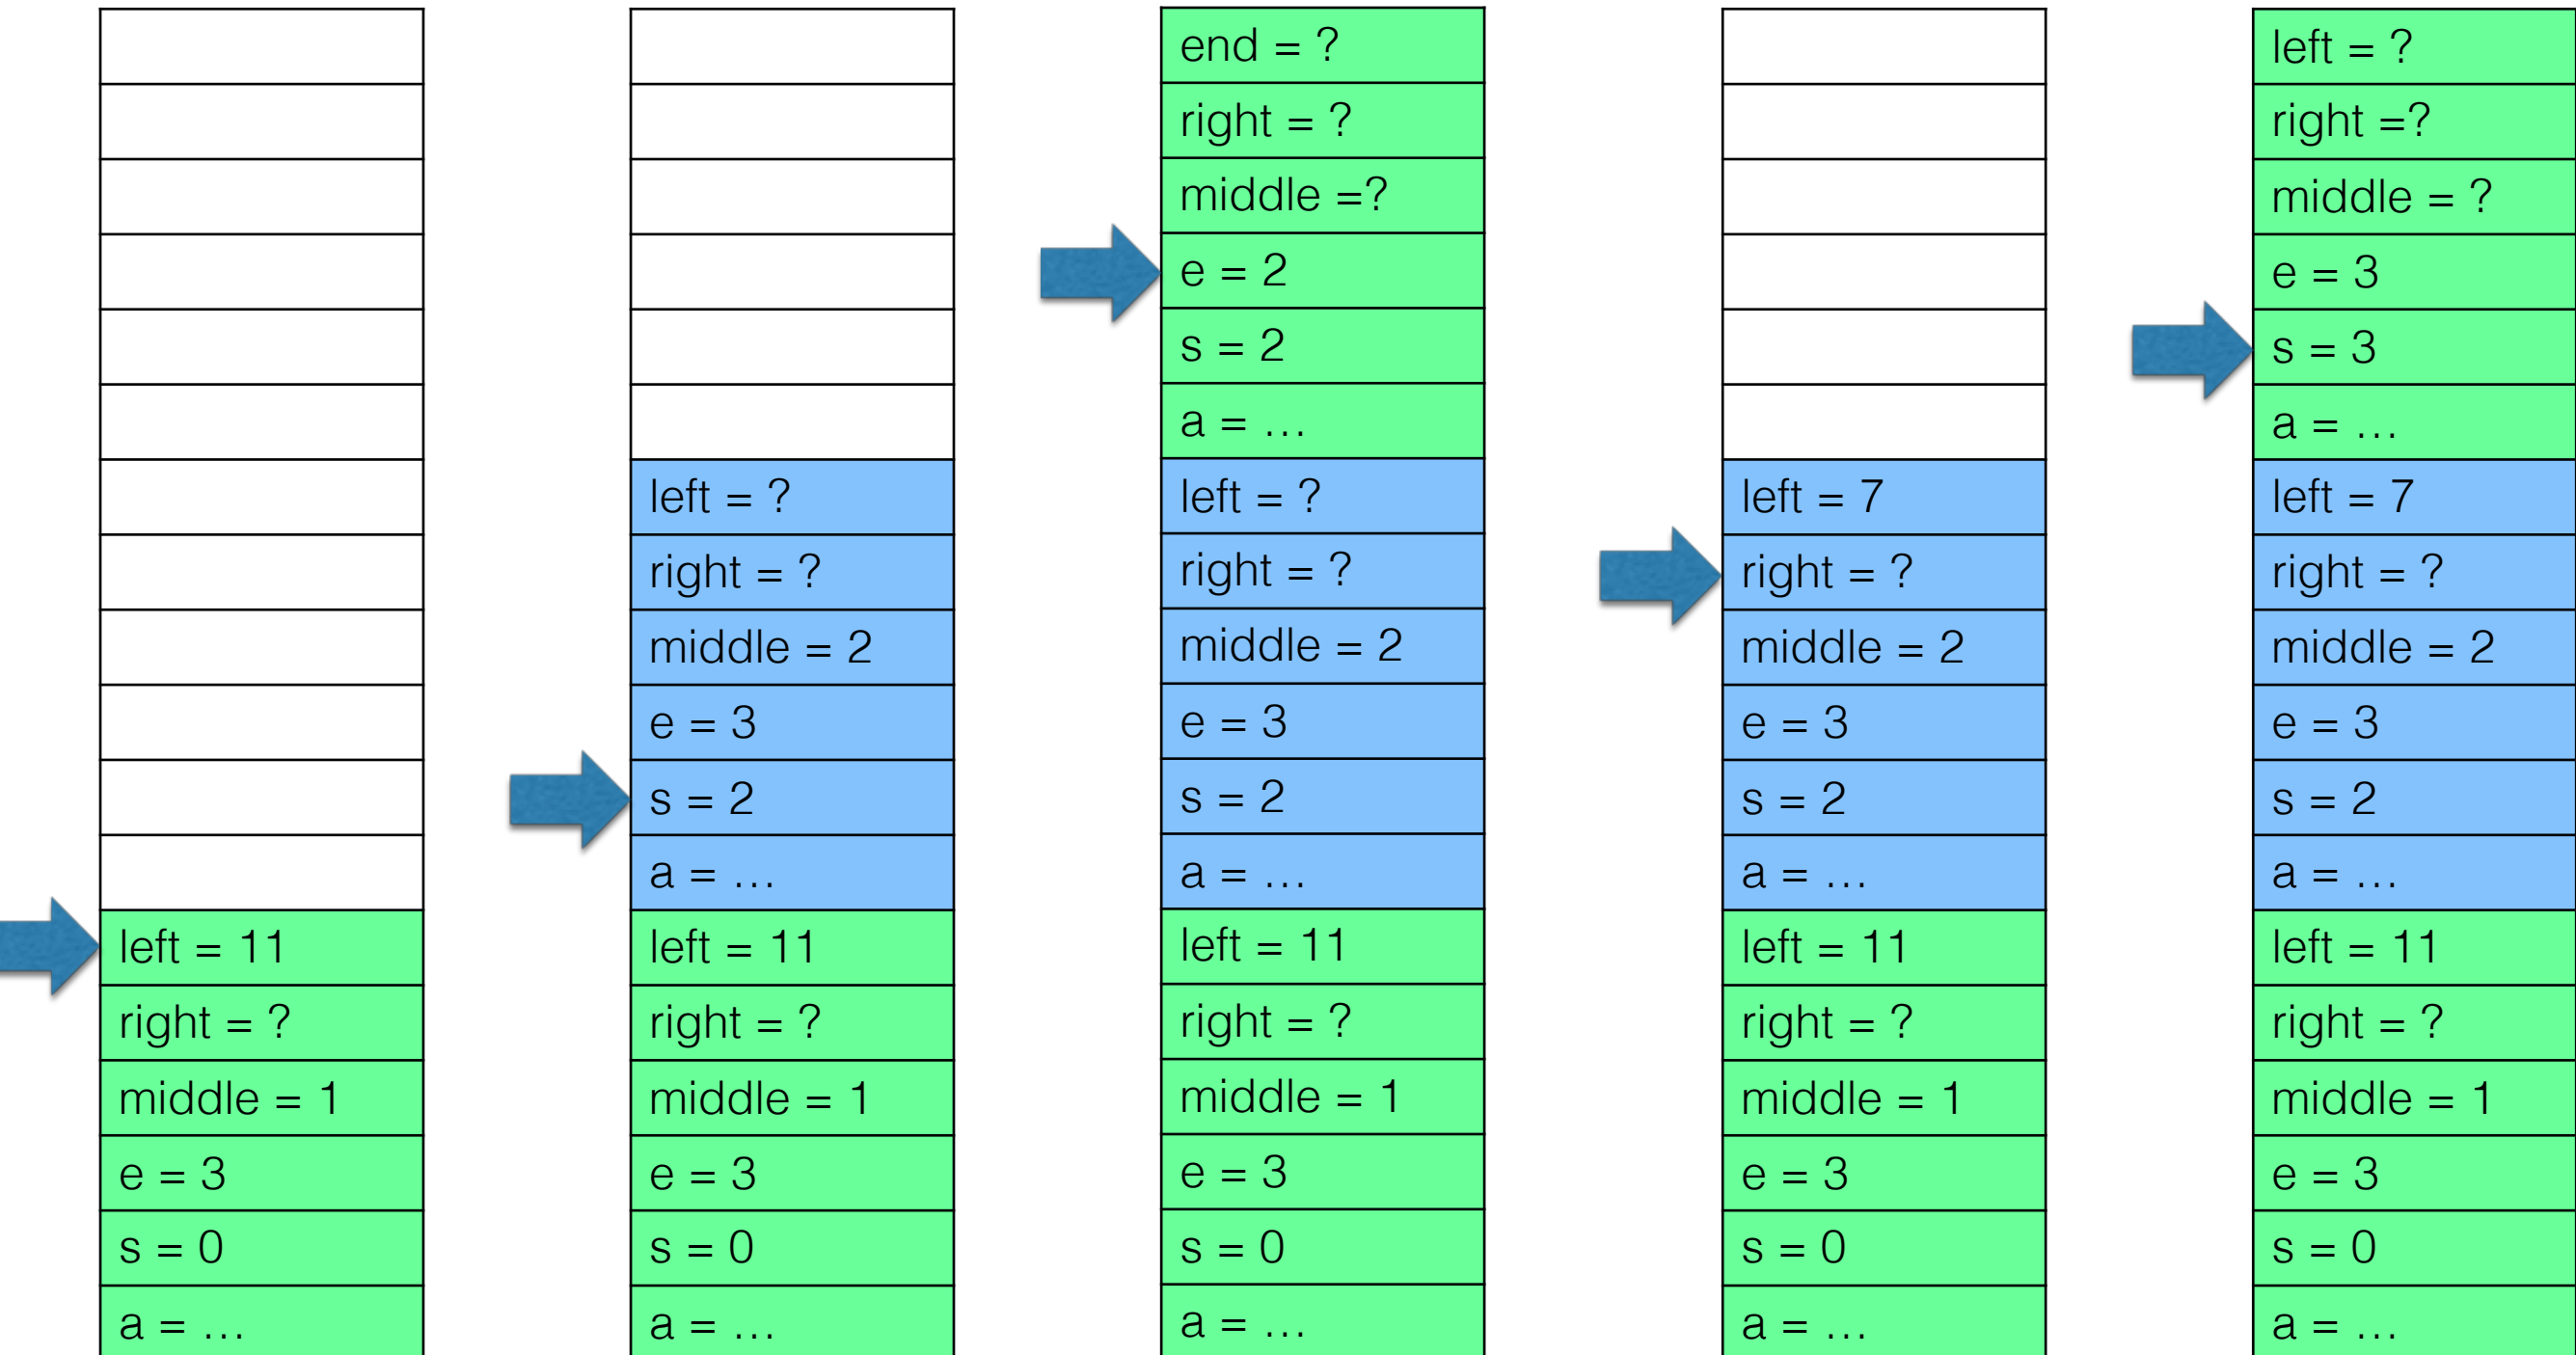 left = 11
right = ?
middle = 1
e = 3
s = 0
a = …
left = ?
right = ?
middle = 2
e = 3
s = 2
a = …
left = 11
right = ?
middle = 1
e = 3
s = 0
a = …
end = ?
right = ?
middle =?
e = 2
s = 2
a = …
left = ?
right = ?
middle = 2
e = 3
s = 2
a = …
left = 11
right = ?
middle = 1
e = 3
s = 0
a = …
left = 7
right = ?
middle = 2
e = 3
s = 2
a = …
left = 11
right = ?
middle = 1
e = 3
s = 0
a = …
left = ?
right =?
middle = ?
e = 3
s = 3
a = …
left = 7
right = ?
middle = 2
e = 3
s = 2
a = …
left = 11
right = ?
middle = 1
e = 3
s = 0
a = …